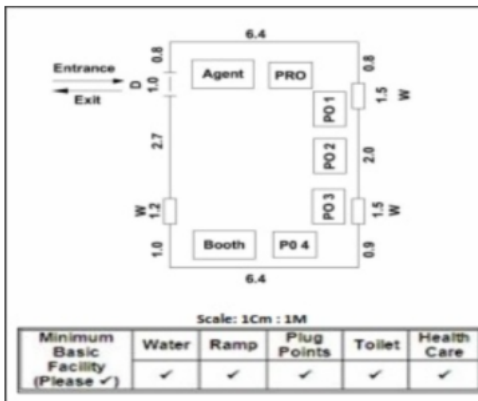 6.4
0.8
Agent
PRO
0.8
Entrance
Exit
D
1.0
PO 1
1.5
W
2.7
PO 2
2.0
W
1.2
PO 3
1.5
W
1.0
Booth
P0 4
0.9
6.4
Scale: 1Cm : 1M
Minimum Basic Facility (Please ✓)
Water
Ramp
Plug Points
Toilet
Health Care
✓ ✓ ✓ ✓ ✓